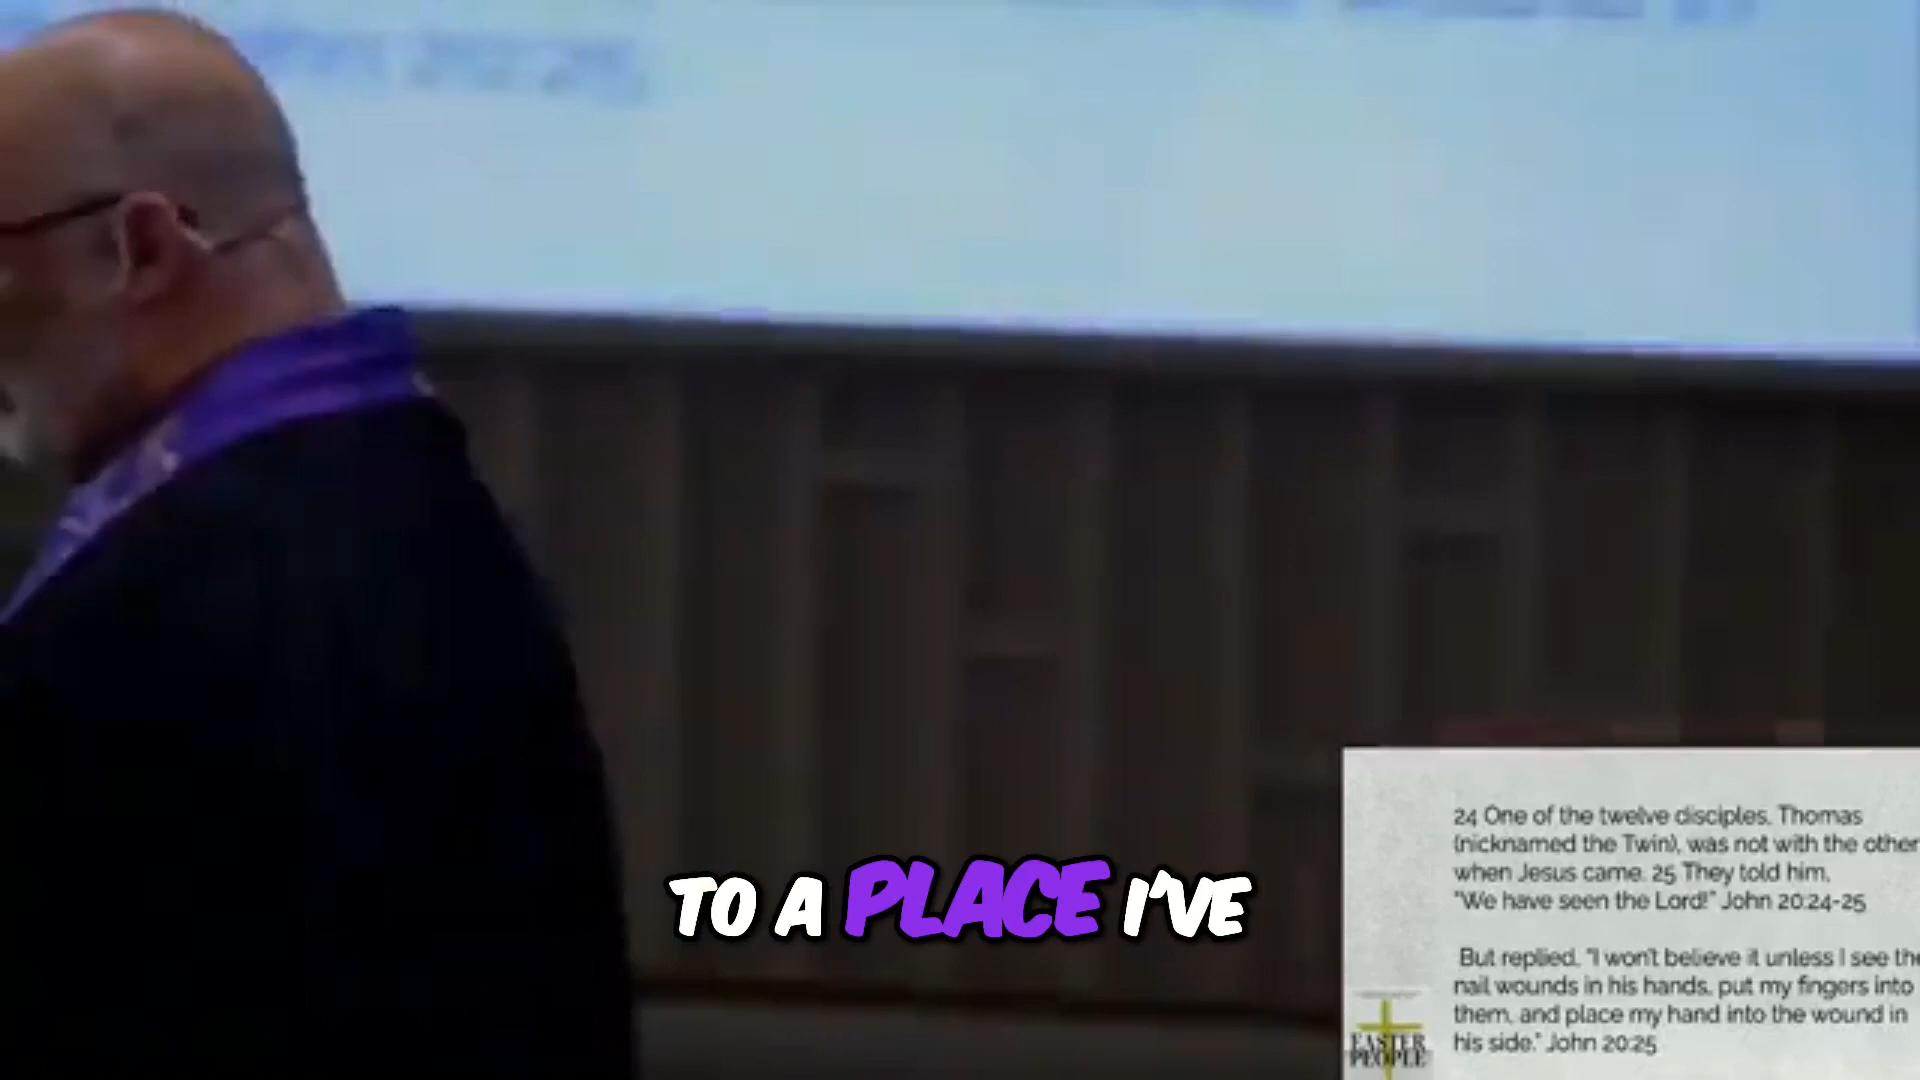 TO A PLACE I'VE
24 One of the twelve disciples, Thomas
(nicknamed the Twin), was not with the other
when Jesus came. 25 They told him,
"We have seen the Lord!" John 20:24-25
But replied, "I won't believe it unless I see the
nail wounds in his hands, put my fingers into
them, and place my hand into the wound in
his side." John 20:25
EASTER
PEOPLE